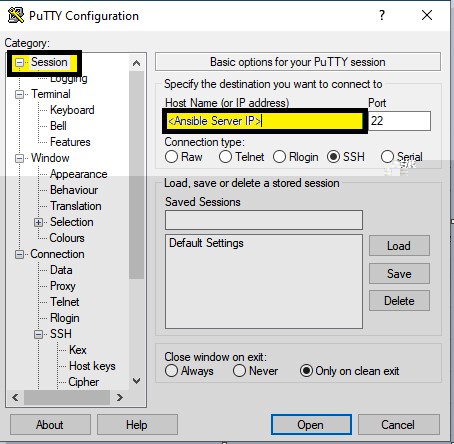 PuTTY Configuration
Category:
Session
Logging
Terminal
Keyboard
Bell
Features
Window
Appearance
Behaviour
Translation
Selection
Colours
Connection
Data
Proxy
Telnet
Rlogin
SSH
Kex
Host keys
Cipher
Basic options for your PuTTY session
Specify the destination you want to connect to
Host Name (or IP address) Port
<Ansible Server IP> 22
Connection type:
Raw Telnet Rlogin SSH Serial
Load, save or delete a stored session
Saved Sessions
Default Settings
Load
Save
Delete
Close window on exit:
Always Never Only on clean exit
About Help Open Cancel